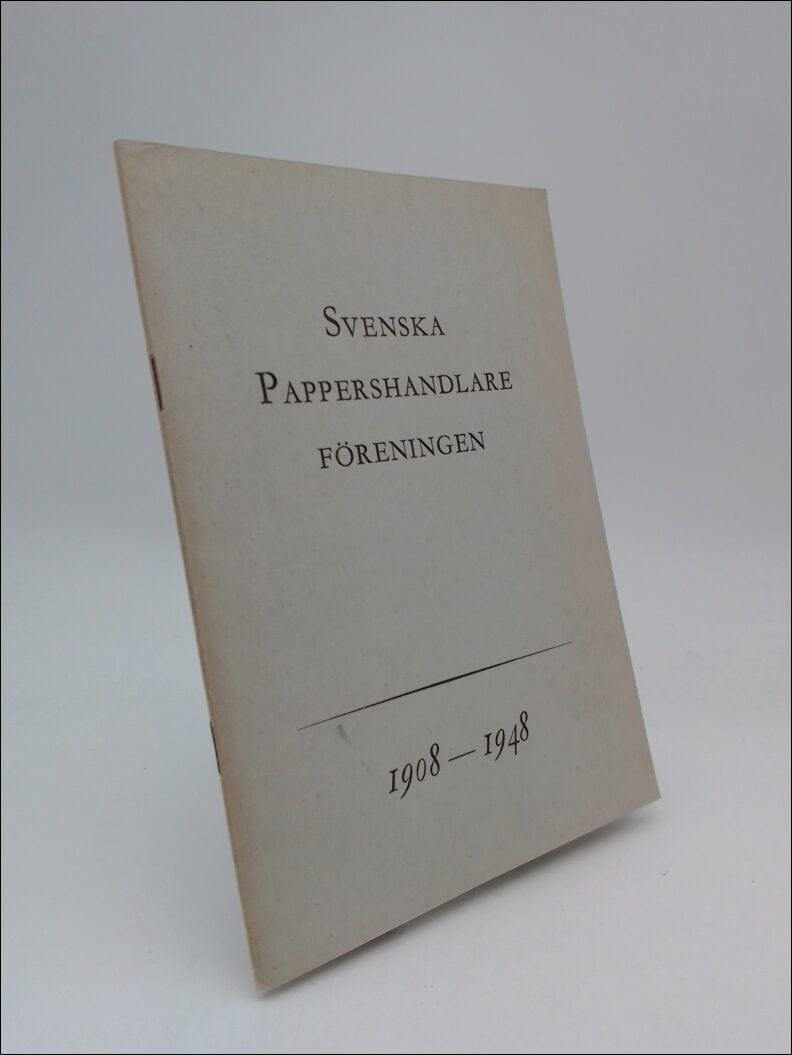 SVENSKA
PAPPERSHANDLARE
FÖRENINGEN
1908 — 1948